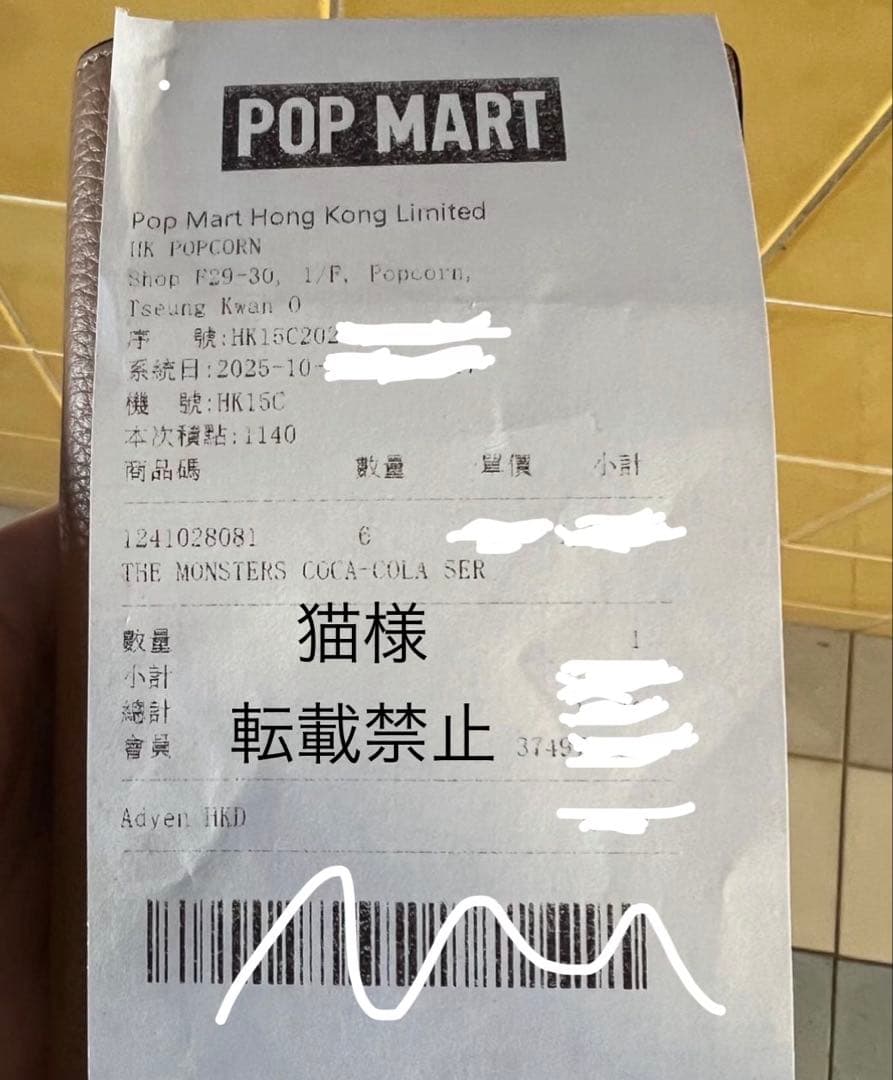 POP MART
Pop Mart Hong Kong Limited
HK POPCORN
Shop F29-30, 1/F, Popcorn,
Tseung Kwan O
序 號:HK15C202
系統日:2025-10-
機 號:HK15C
本次積點:1140
商品碼 數量 單價 小計
1241028081 6
THE MONSTERS COCA-COLA SER
數量 1
猫様
小計
總計
転載禁止
會員 3749
Adyen HKD